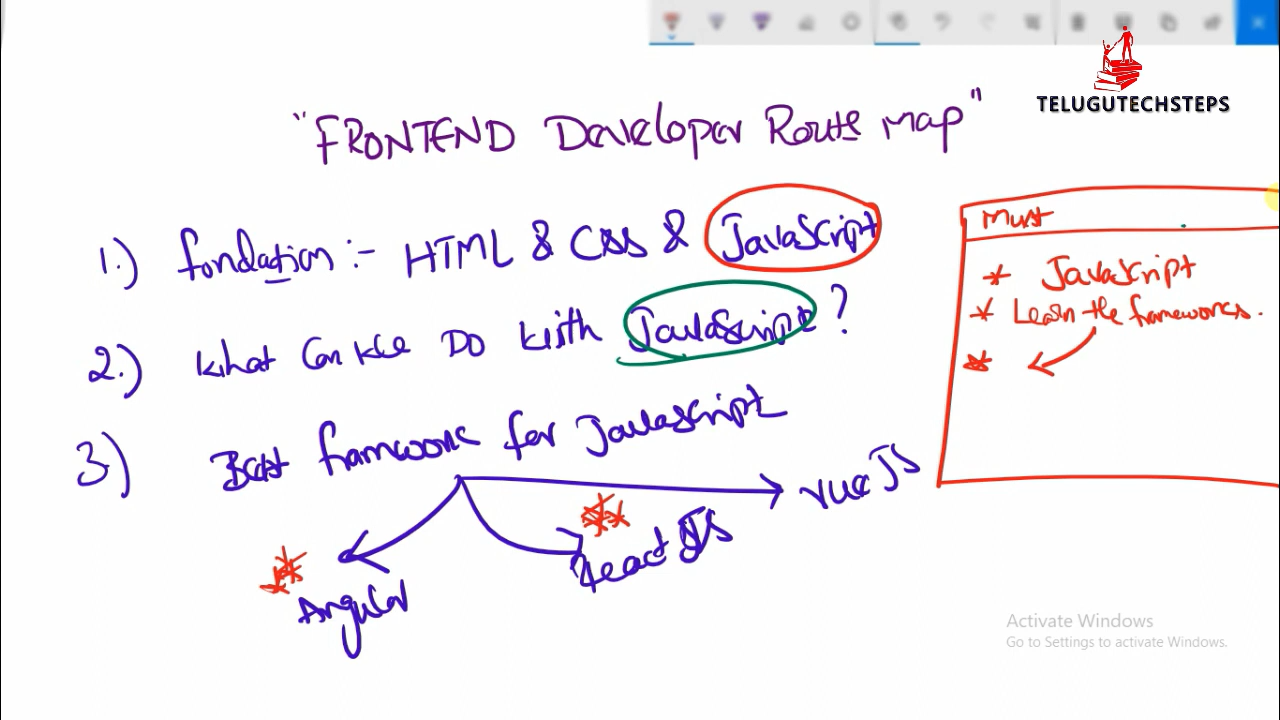 TELUGUTECHSTEPS
"FRONTEND Developer Route Map"
1.) fondation :- HTML & CSS & JavaScript
2.) What Can We Do With JavaScript ?
3) Best framework for JavaScript
Angular
React JS
Vue JS
Must
* JavaScript
* Learn the frameworks.
*
Activate Windows
Go to Settings to activate Windows.